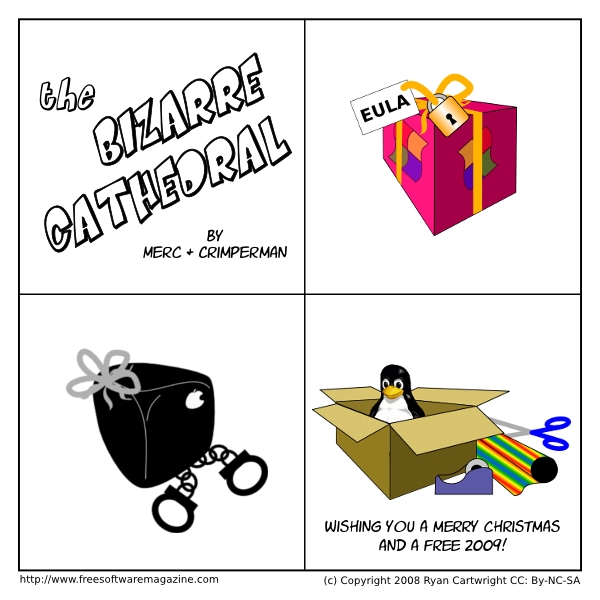 the
BIZARRE
CATHEDRAL
BY
MERC + CRIMPERMAN
EULA
WISHING YOU A MERRY CHRISTMAS
AND A FREE 2009!
http://www.freesoftwaremagazine.com
(c) Copyright 2008 Ryan Cartwright CC: By-NC-SA